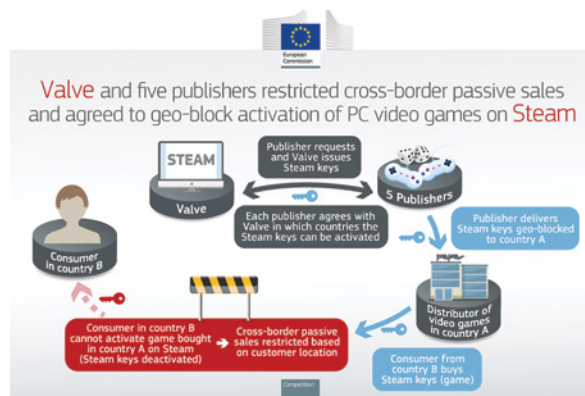 European
Commission
Valve and five publishers restricted cross-border passive sales
and agreed to geo-block activation of PC video games on Steam
STEAM
Valve
Publisher requests
and Valve issues
Steam keys
Each publisher agrees with
Valve in which countries the
Steam keys can be activated
5 Publishers
Publisher delivers
Steam keys geo-blocked
to country A
Consumer
in country B
Distributor of
video games
in country A
Consumer in country B
cannot activate game bought
in country A on Steam
(Steam keys deactivated)
Cross-border passive
sales restricted based
on customer location
Consumer from
country B buys
Steam keys (game)
Competition